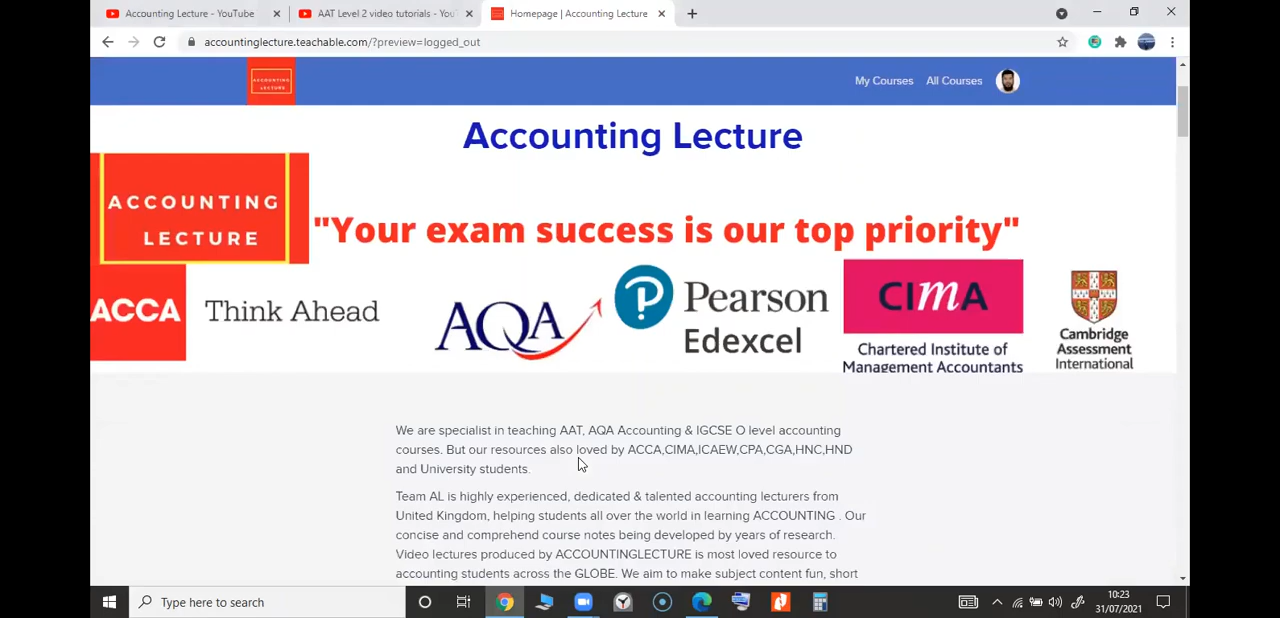 Accounting Lecture - YouTube
AAT Level 2 video tutorials - You
Homepage | Accounting Lecture
accountinglecture.teachable.com/?preview=logged_out
ACCOUNTING
LECTURE
My Courses All Courses
Accounting Lecture
ACCOUNTING
LECTURE
"Your exam success is our top priority"
ACCA Think Ahead
AQA
Pearson
Edexcel
CIMA
Chartered Institute of
Management Accountants
Cambridge
Assessment
International
We are specialist in teaching AAT, AQA Accounting & IGCSE O level accounting
courses. But our resources also loved by ACCA,CIMA,ICAEW,CPA,CGA,HNC,HND
and University students.
Team AL is highly experienced, dedicated & talented accounting lecturers from
United Kingdom, helping students all over the world in learning ACCOUNTING . Our
concise and comprehend course notes being developed by years of research.
Video lectures produced by ACCOUNTINGLECTURE is most loved resource to
accounting students across the GLOBE. We aim to make subject content fun, short
Type here to search
10:23
31/07/2021